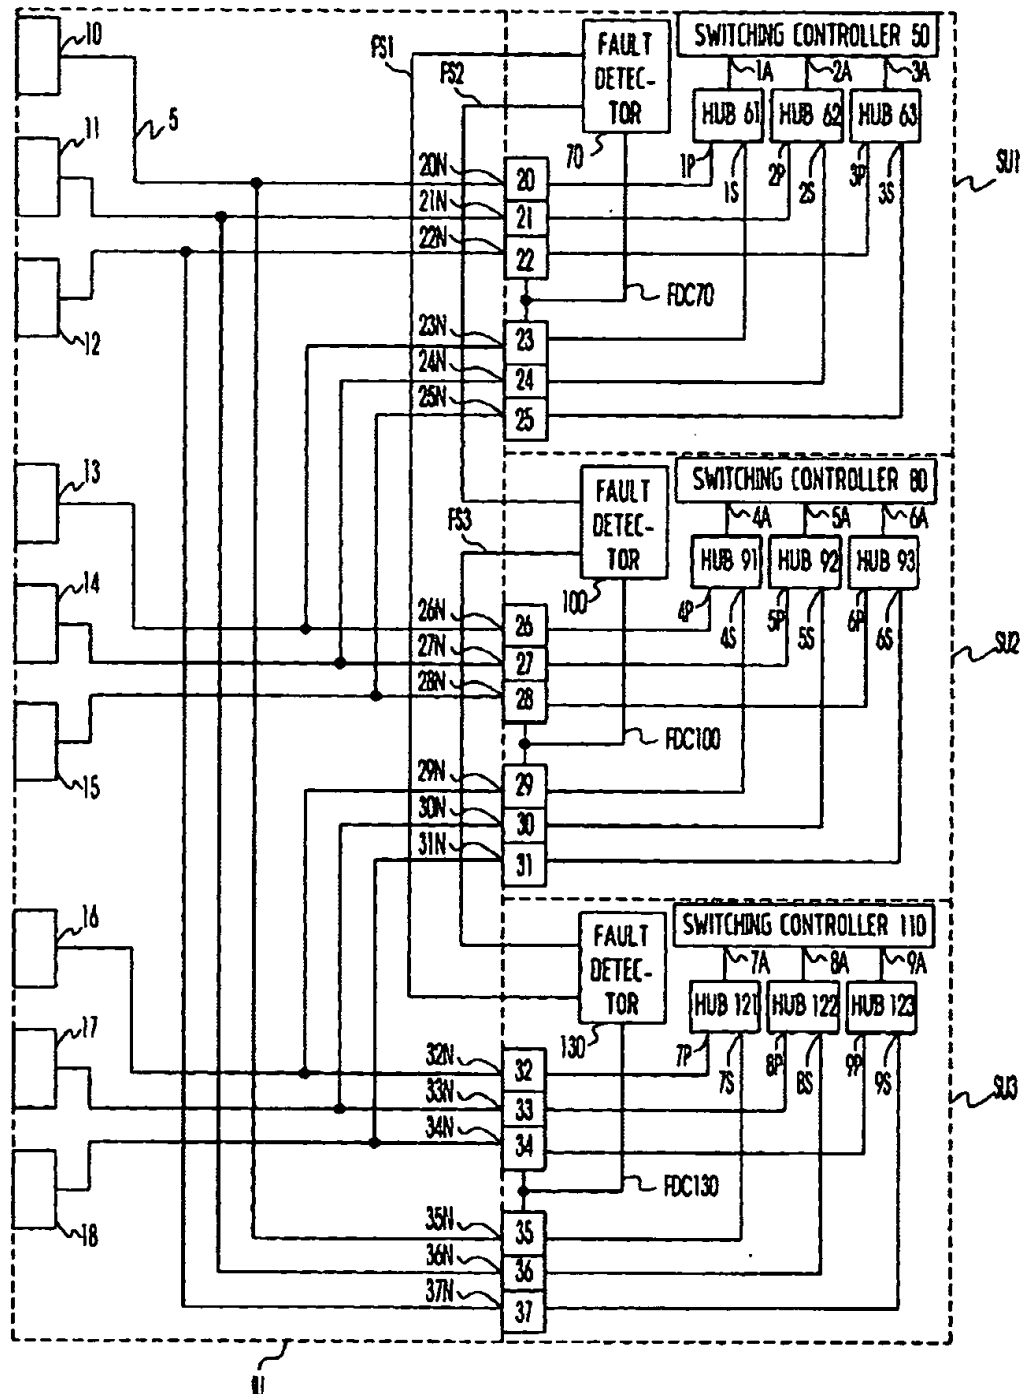 10
FS1
FAULT
DETEC-
TOR
SWITCHING CONTROLLER 50
1A
2A
3A
FS2
HUB 61
HUB 62
HUB 63
11
5
70
1P
1S
2P
2S
3P
3S
SU1
20N
20
21N
21
22N
22
12
FDC70
23N
23
24N
24
25N
25
13
FAULT
DETEC-
TOR
SWITCHING CONTROLLER 80
4A
5A
6A
FS3
HUB 91
HUB 92
HUB 93
14
100
4P
4S
5P
5S
6P
6S
SU2
26N
26
27N
27
28N
28
15
FDC100
29N
29
30N
30
31N
31
16
FAULT
DETEC-
TOR
SWITCHING CONTROLLER 110
7A
8A
9A
HUB 121
HUB 122
HUB 123
17
130
7P
7S
8P
8S
9P
9S
SU3
32N
32
33N
33
34N
34
18
FDC130
35N
35
36N
36
37N
37